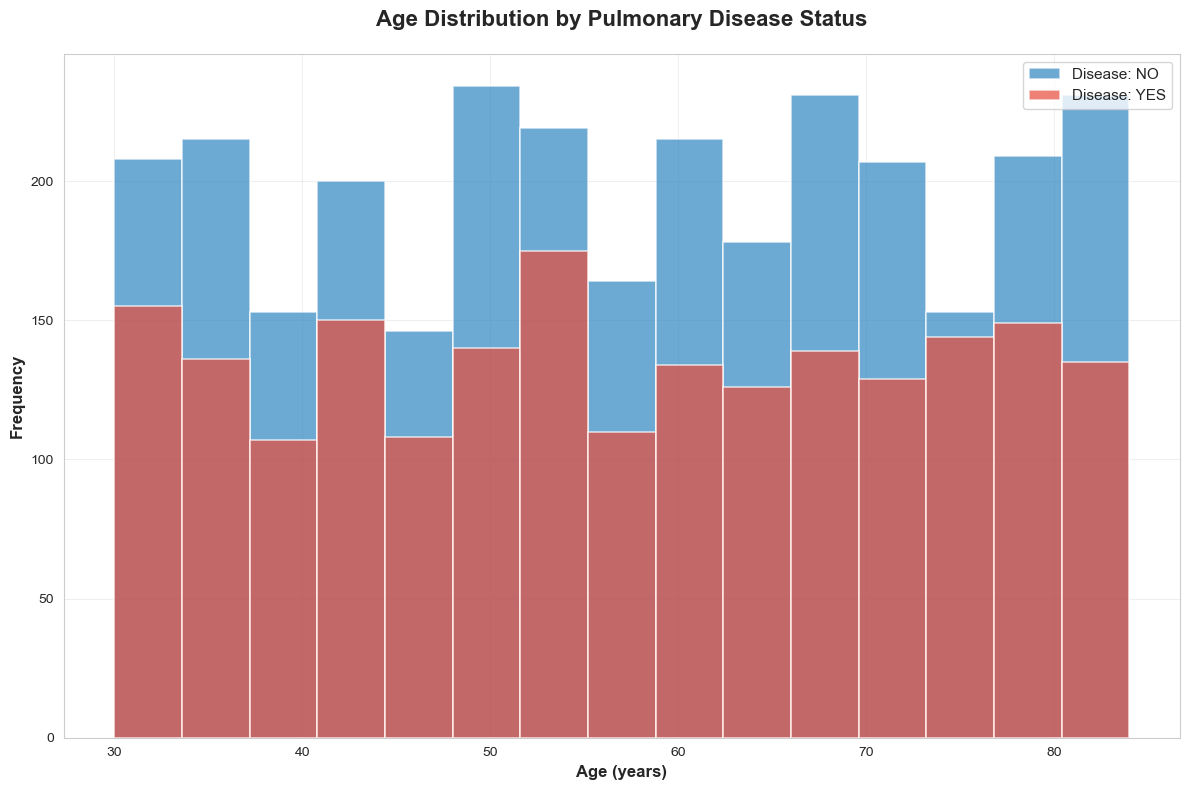 Age Distribution by Pulmonary Disease Status
Disease: NO
Disease: YES
Frequency
200
150
100
50
0
30 40 50 60 70 80
Age (years)